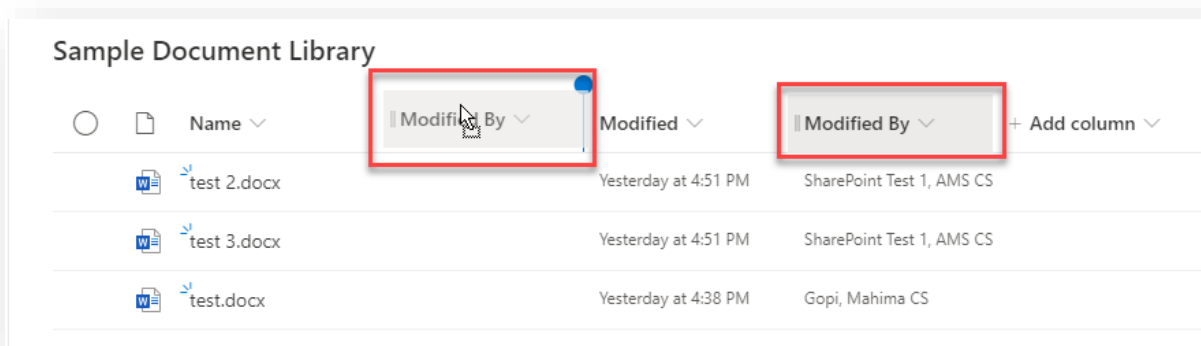 Sample Document Library
Name Modified By Modified Modified By + Add column
test 2.docx Yesterday at 4:51 PM SharePoint Test 1, AMS CS
test 3.docx Yesterday at 4:51 PM SharePoint Test 1, AMS CS
test.docx Yesterday at 4:38 PM Gopi, Mahima CS